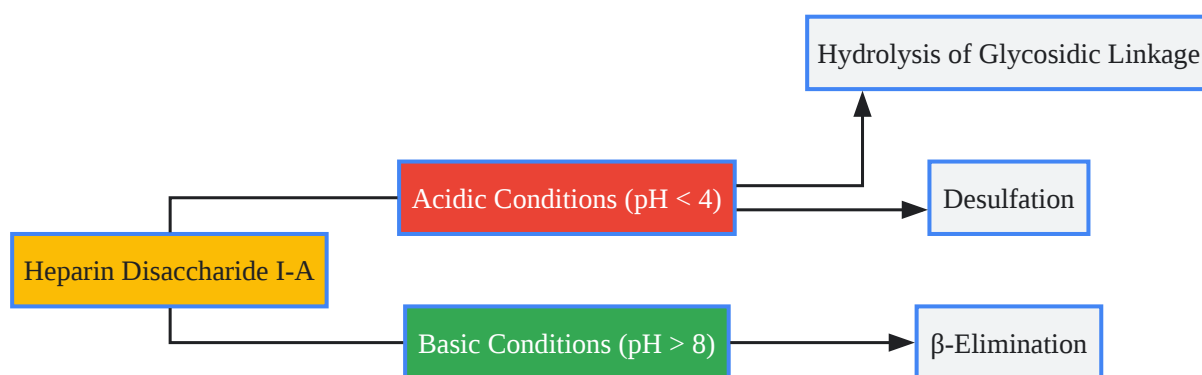 Hydrolysis of Glycosidic Linkage
Acidic Conditions (pH < 4)
Desulfation
Heparin Disaccharide I-A
Basic Conditions (pH > 8)
β-Elimination